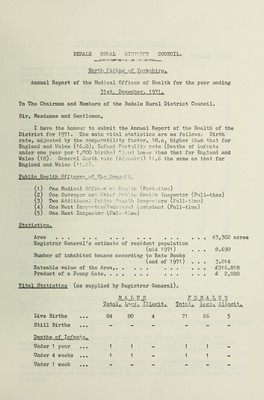 BEDALE RURAL DISTRICT COUNCIL.
North Riding of Yorkshire.
Annual Report of the Medical Officer of Health for the year ending
31st. December, 1971.
To The Chairman and Members of the Bedale Rural District Council.
Sir, Mesdames and Gentlemen,
I have the honour to submit the Annual Report of the Health of the
District for 1971. The main vital statistics are as follows. Birth
rate, adjusted by the comparability factor, 18.4, higher than that for
England and Wales (16.0); Infant Mortality rate (Deaths of infants
under one year per 1,000 births) lower than that for England and
Wales (18). General death rate (Adjusted) 11.6 the same as that for
England and Wales (11.6).
Public Health Officers of the Council.
(1) One Medical Officer of Health (Part-time)
(2) One Surveyor and Chief Public Health Inspector (Full-time)
(3) Two Additional Public Health Inspectors (Full-time)
(4) One Meat Inspector/Technical Assistant (Full-time)
(5) One Meat Inspector (Full-time)
Statistics.
Area ... 43,302 acres
Registrar General's estimate of resident population
(mid 1971) ... 8,690
Number of inhabited houses according to Rate Books
(end of 1971) ... 3,014
Rateable value of the Area... £316,818
Product of a Penny Rate, £ 2,880
Vital Statistics (as supplied by Registrar General).
MALES FEMALES
Total. Legt. Illegit. Total. Legt. Illegit.
Live Births ... 84 80 4 71 66 5
Still Births ... - - - - - -
Deaths of Infants.
Under 1 year ... 1 1 - 1 1 -
Under 4 weeks ... 1 1 - 1 1 -
Under 1 week ... - - - - - -